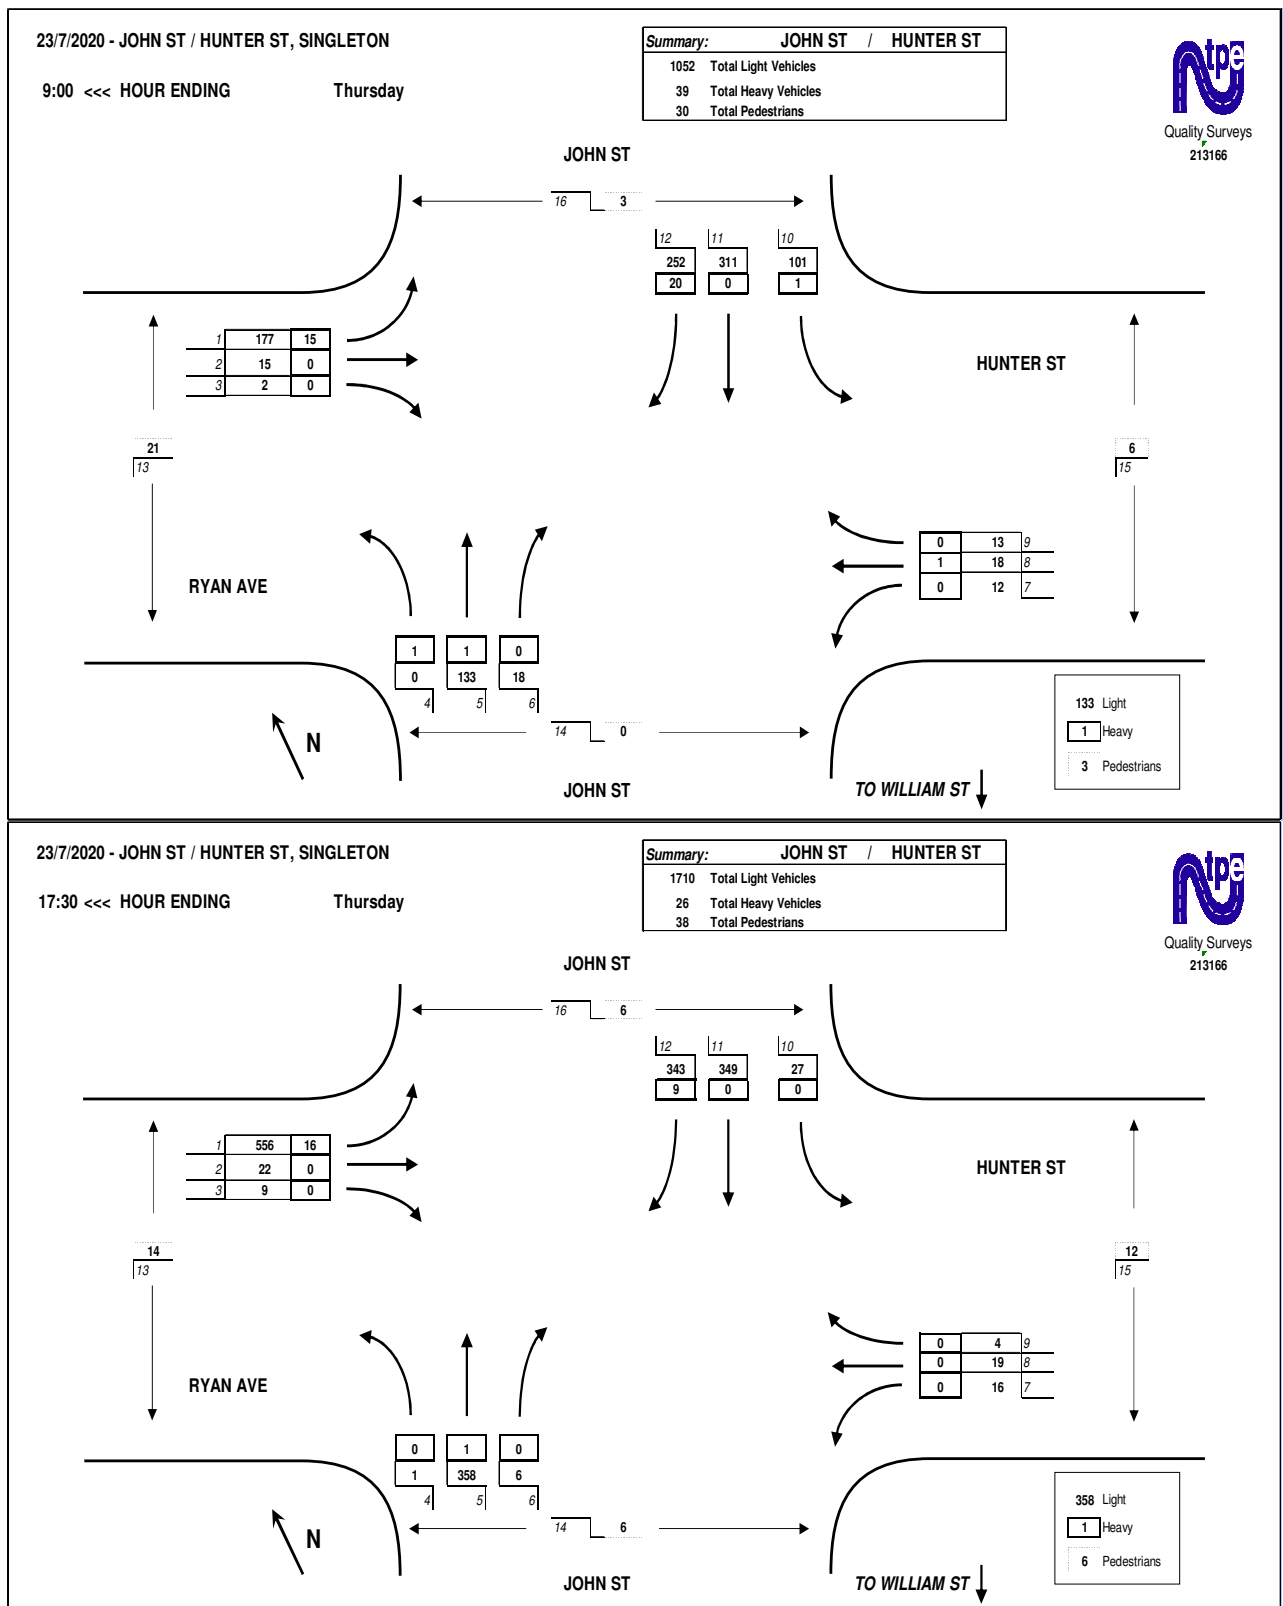 23/7/2020 - JOHN ST / HUNTER ST, SINGLETON
Summary: JOHN ST / HUNTER ST
1052 Total Light Vehicles
39 Total Heavy Vehicles
30 Total Pedestrians
9:00 <<< HOUR ENDING Thursday
tpe
Quality Surveys
213166
JOHN ST
16 3
12 11 10
252 311 101
20 0 1
1 177 15
2 15 0
3 2 0
HUNTER ST
21
13
6
15
0 13 9
1 18 8
0 12 7
RYAN AVE
1 1 0
0 133 18
4 5 6
14 0
N
JOHN ST
TO WILLIAM ST
133 Light
1 Heavy
3 Pedestrians
23/7/2020 - JOHN ST / HUNTER ST, SINGLETON
Summary: JOHN ST / HUNTER ST
1710 Total Light Vehicles
26 Total Heavy Vehicles
38 Total Pedestrians
17:30 <<< HOUR ENDING Thursday
tpe
Quality Surveys
213166
JOHN ST
16 6
12 11 10
343 349 27
9 0 0
1 556 16
2 22 0
3 9 0
HUNTER ST
14
13
12
15
0 4 9
0 19 8
0 16 7
RYAN AVE
0 1 0
1 358 6
4 5 6
14 6
N
JOHN ST
TO WILLIAM ST
358 Light
1 Heavy
6 Pedestrians